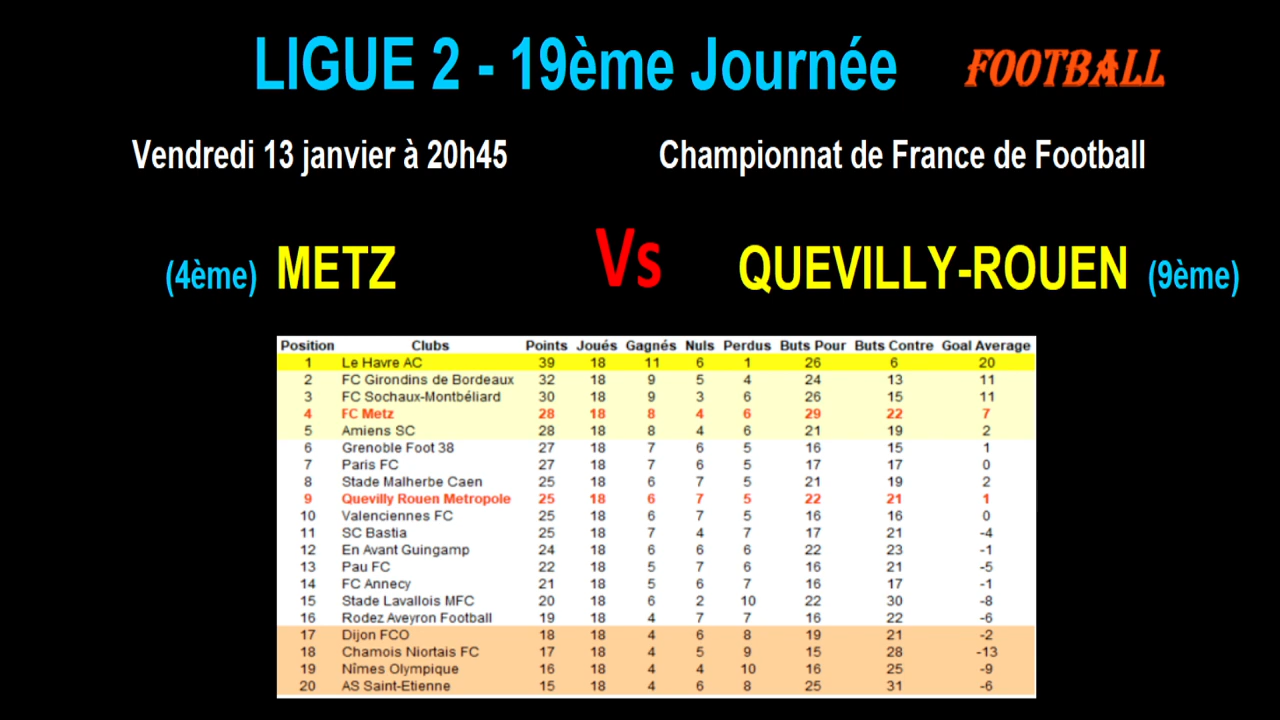 LIGUE 2 - 19ème Journée FOOTBALL
Vendredi 13 janvier à 20h45 Championnat de France de Football
(4ème) METZ Vs QUEVILLY-ROUEN (9ème)
Position Clubs Points Joués Gagnés Nuls Perdus Buts Pour Buts Contre Goal Average
1 Le Havre AC 39 18 11 6 1 26 6 20
2 FC Girondins de Bordeaux 32 18 9 5 4 24 13 11
3 FC Sochaux-Montbéliard 30 18 9 3 6 26 15 11
4 FC Metz 28 18 8 4 6 29 22 7
5 Amiens SC 28 18 8 4 6 21 19 2
6 Grenoble Foot 38 27 18 7 6 5 16 15 1
7 Paris FC 27 18 7 6 5 17 17 0
8 Stade Malherbe Caen 25 18 6 7 5 21 19 2
9 Quevilly Rouen Metropole 25 18 6 7 5 22 21 1
10 Valenciennes FC 25 18 6 7 5 16 16 0
11 SC Bastia 25 18 7 4 7 17 21 -4
12 En Avant Guingamp 24 18 6 6 6 22 23 -1
13 Pau FC 22 18 5 7 6 16 21 -5
14 FC Annecy 21 18 5 6 7 16 17 -1
15 Stade Lavallois MFC 20 18 6 2 10 22 30 -8
16 Rodez Aveyron Football 19 18 4 7 7 16 22 -6
17 Dijon FCO 18 18 4 6 8 19 21 -2
18 Chamois Niortais FC 17 18 4 5 9 15 28 -13
19 Nîmes Olympique 16 18 4 4 10 16 25 -9
20 AS Saint-Etienne 15 18 4 6 8 25 31 -6